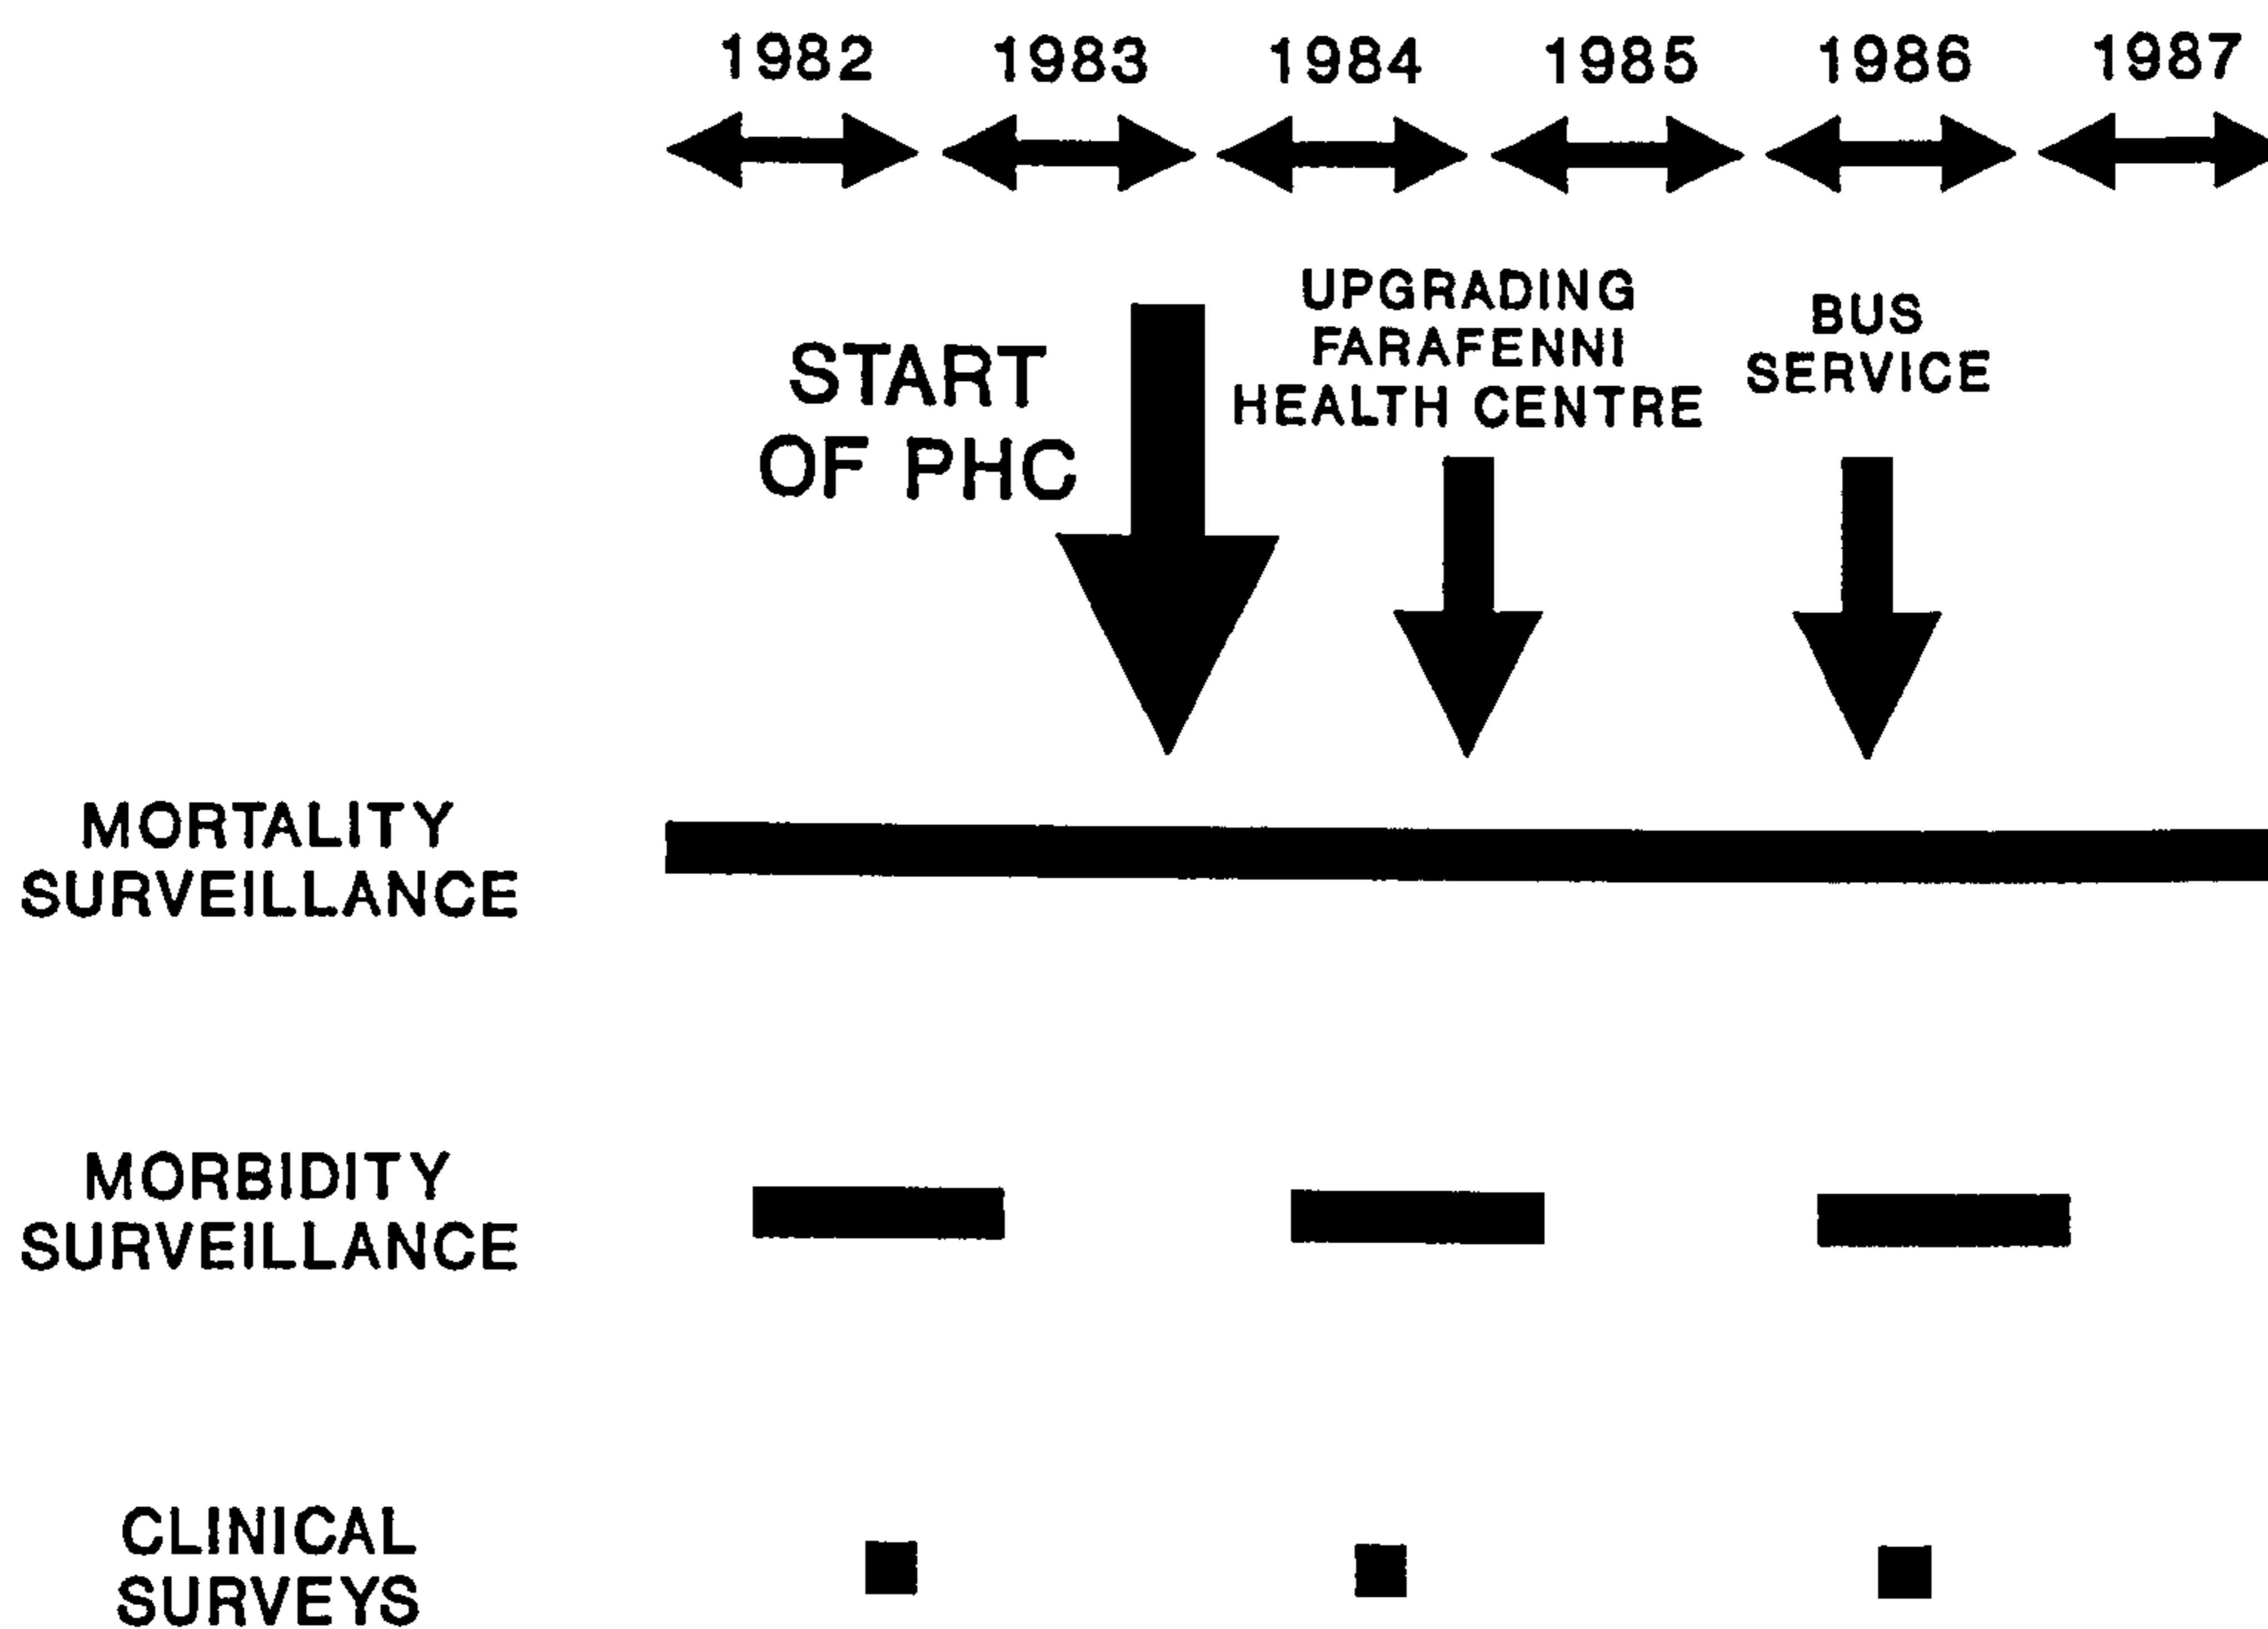 1982 1983 1984 1985 1986 1987
START
OF PHC
UPGRADING
FARAFENNI
HEALTH CENTRE
BUS
SERVICE
MORTALITY
SURVEILLANCE
MORBIDITY
SURVEILLANCE
CLINICAL
SURVEYS